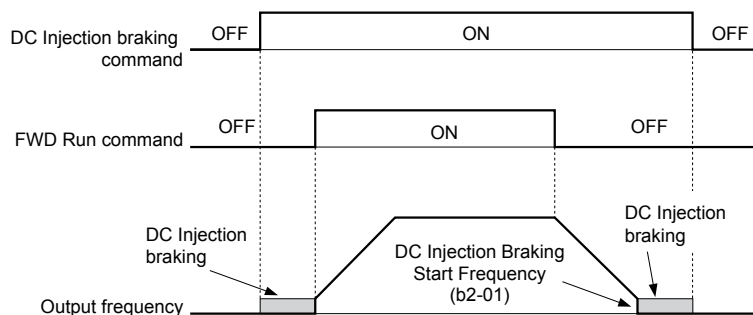 OFF
ON
OFF
DC Injection braking
command
OFF
ON
OFF
FWD Run command
DC Injection
braking
DC Injection Braking
Start Frequency
(b2-01)
DC Injection
braking
Output frequency